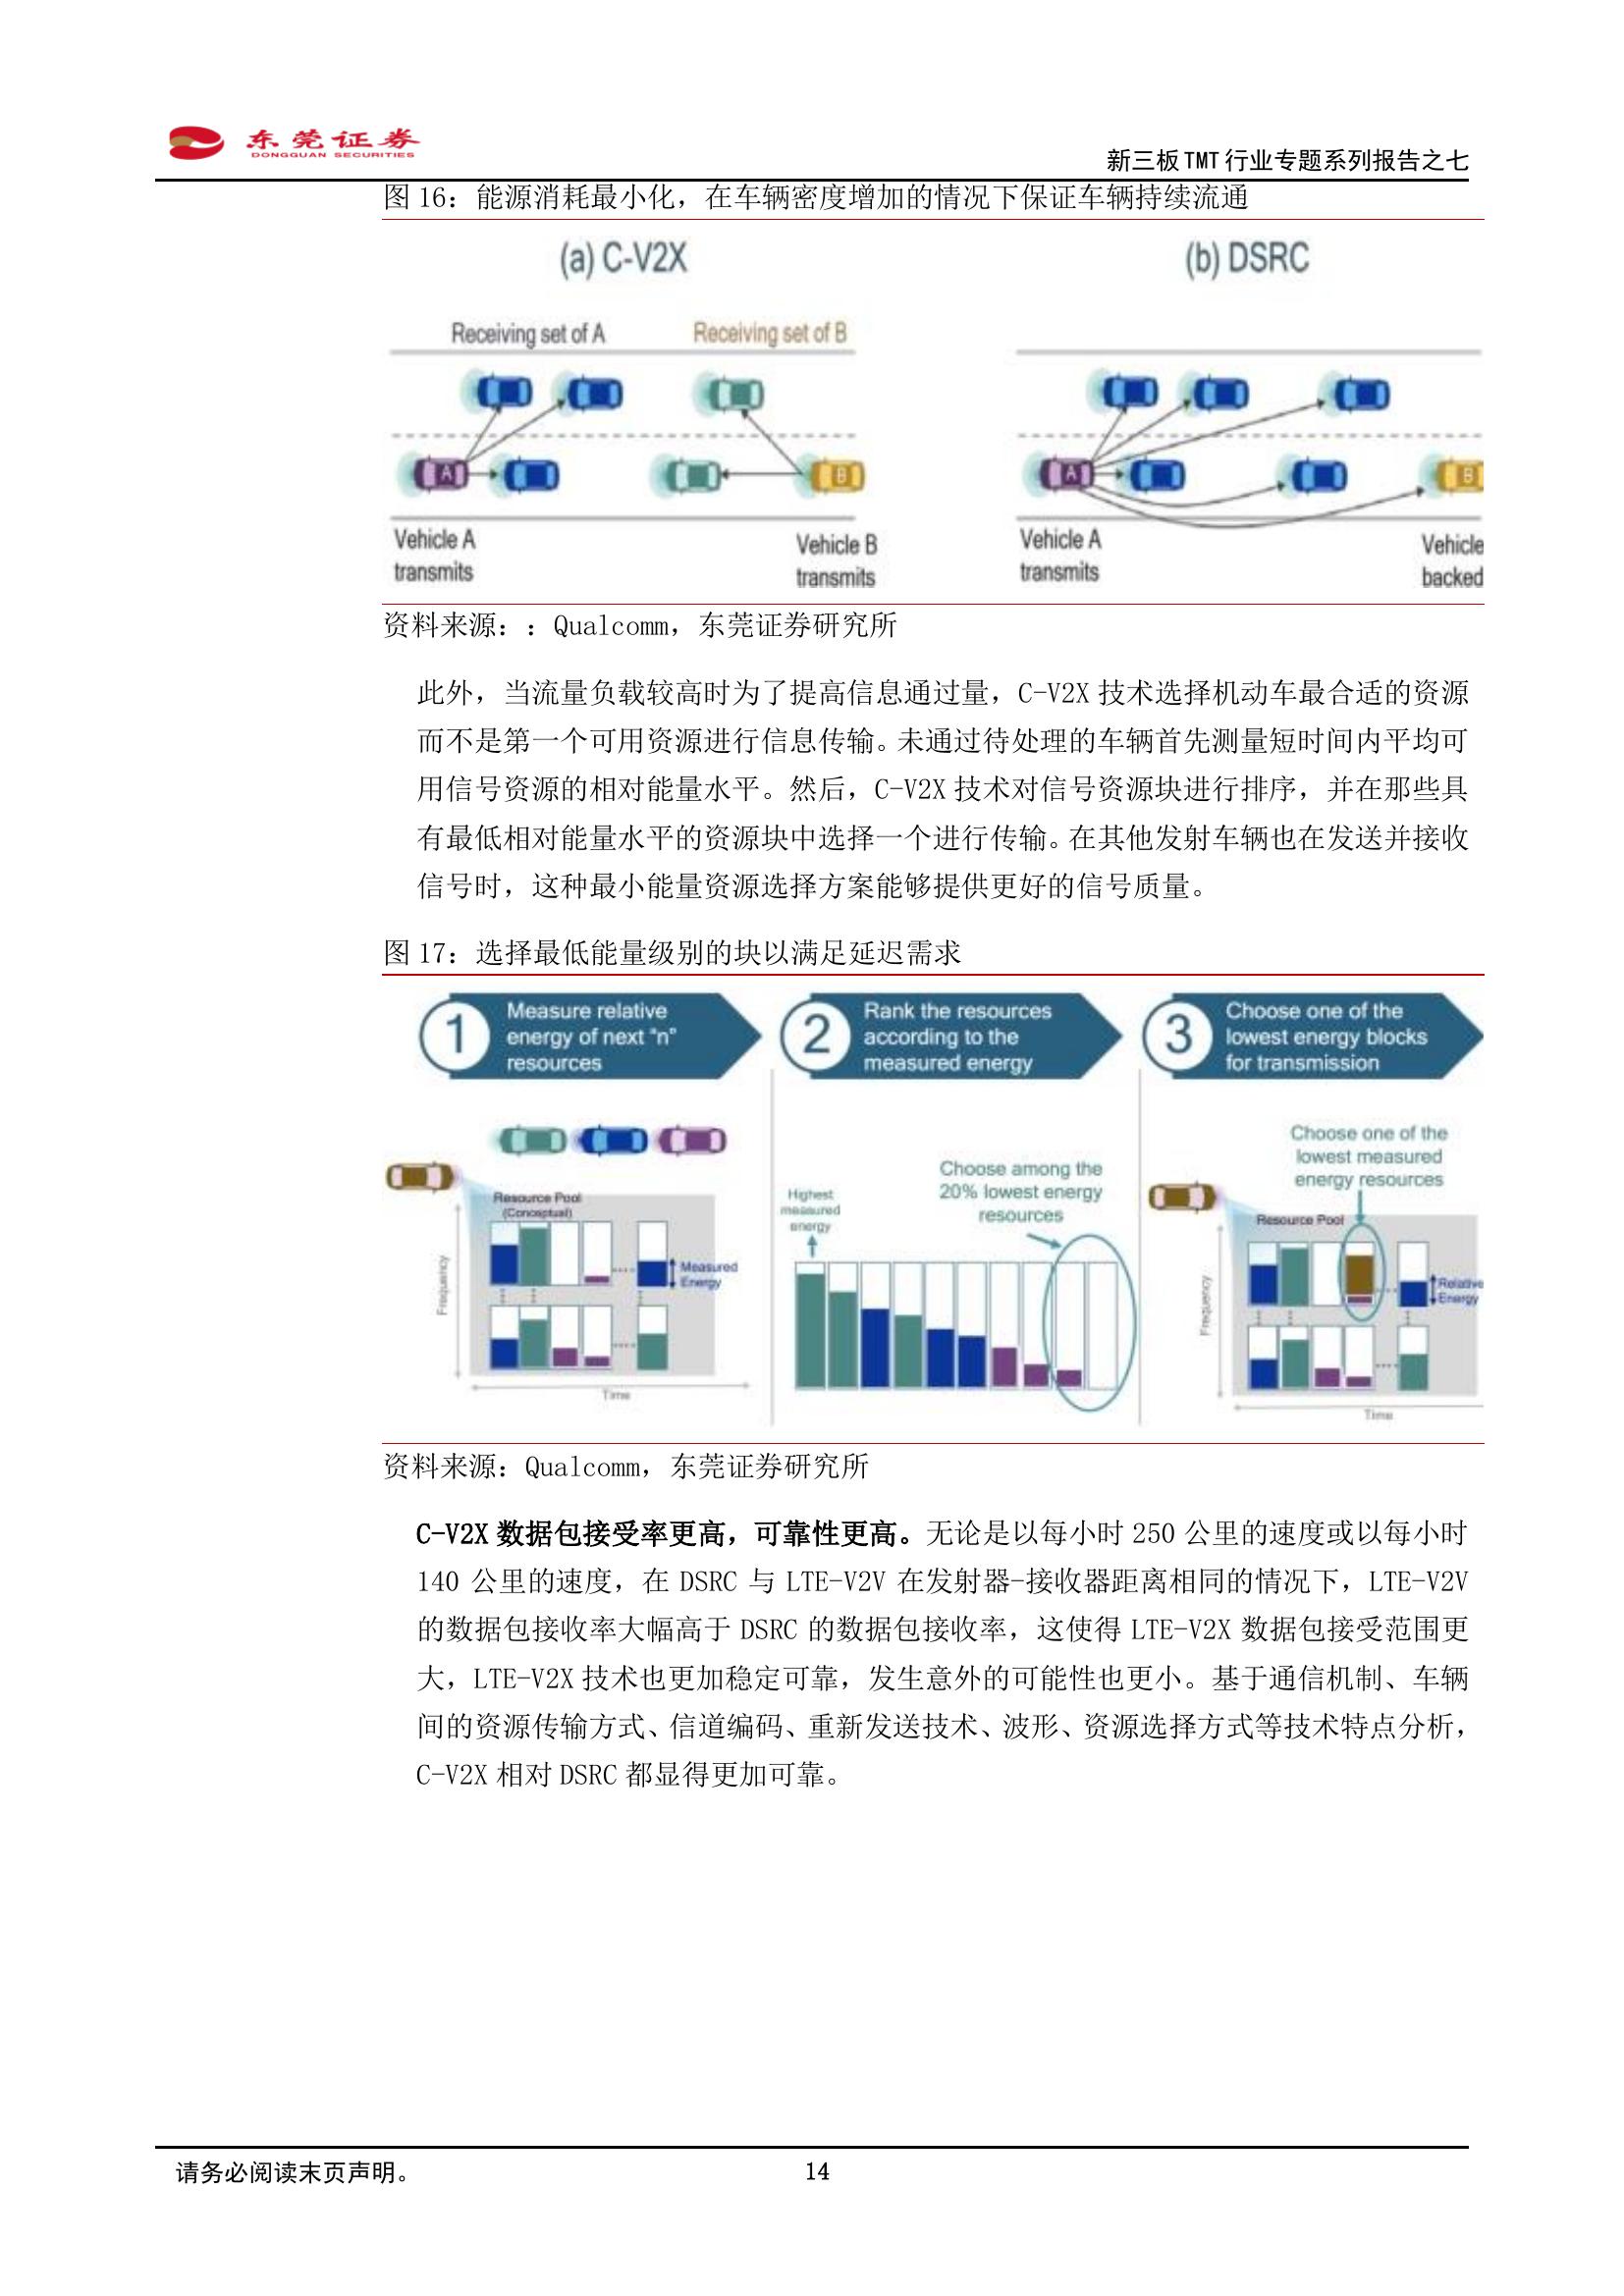 东莞证券
DONGGUAN SECURITIES
新三板 TMT 行业专题系列报告之七
图 16：能源消耗最小化，在车辆密度增加的情况下保证车辆持续流通
(a) C-V2X
(b) DSRC
Receiving set of A
Receiving set of B
A
B
A
B
Vehicle A
transmits
Vehicle B
transmits
Vehicle A
transmits
Vehicle
backed
资料来源：：Qualcomm，东莞证券研究所
此外，当流量负载较高时为了提高信息通过量，C-V2X 技术选择机动车最合适的资源
而不是第一个可用资源进行信息传输。未通过待处理的车辆首先测量短时间内平均可
用信号资源的相对能量水平。然后，C-V2X 技术对信号资源块进行排序，并在那些具
有最低相对能量水平的资源块中选择一个进行传输。在其他发射车辆也在发送并接收
信号时，这种最小能量资源选择方案能够提供更好的信号质量。
图 17：选择最低能量级别的块以满足延迟需求
1
Measure relative
energy of next “n”
resources
2
Rank the resources
according to the
measured energy
3
Choose one of the
lowest energy blocks
for transmission
Resource Pool
(Conceptual)
Frequency
Measured
Energy
Time
Highest
measured
energy
Choose among the
20% lowest energy
resources
Choose one of the
lowest measured
energy resources
Resource Pool
Frequency
Relative
Energy
Time
资料来源：Qualcomm，东莞证券研究所
C-V2X 数据包接受率更高，可靠性更高。无论是以每小时 250 公里的速度或以每小时
140 公里的速度，在 DSRC 与 LTE-V2V 在发射器-接收器距离相同的情况下，LTE-V2V
的数据包接收率大幅高于 DSRC 的数据包接收率，这使得 LTE-V2X 数据包接受范围更
大，LTE-V2X 技术也更加稳定可靠，发生意外的可能性也更小。基于通信机制、车辆
间的资源传输方式、信道编码、重新发送技术、波形、资源选择方式等技术特点分析，
C-V2X 相对 DSRC 都显得更加可靠。
请务必阅读末页声明。
14